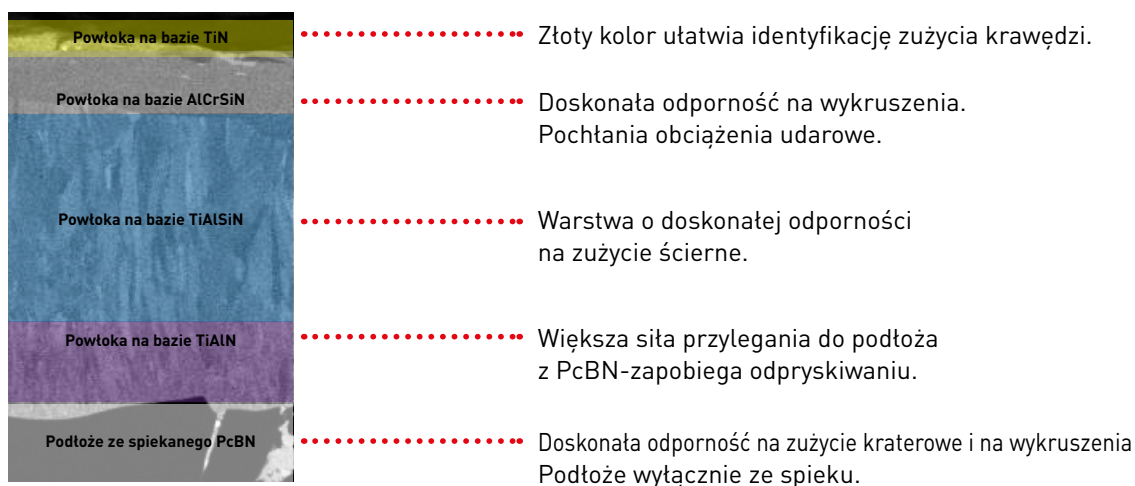 Powłoka na bazie TiN
Złoty kolor ułatwia identyfikację zużycia krawędzi.
Powłoka na bazie AlCrSiN
Doskonała odporność na wykruszenia.
Pochłania obciążenia udarowe.
Powłoka na bazie TiAlSiN
Warstwa o doskonałej odporności
na zużycie ścierne.
Powłoka na bazie TiAlN
Większa siła przylegania do podłoża
z PcBN-zapobiega odpryskiwaniu.
Podłoże ze spiekanego PcBN
Doskonała odporność na zużycie kraterowe i na wykruszenia
Podłoże wyłącznie ze spieku.